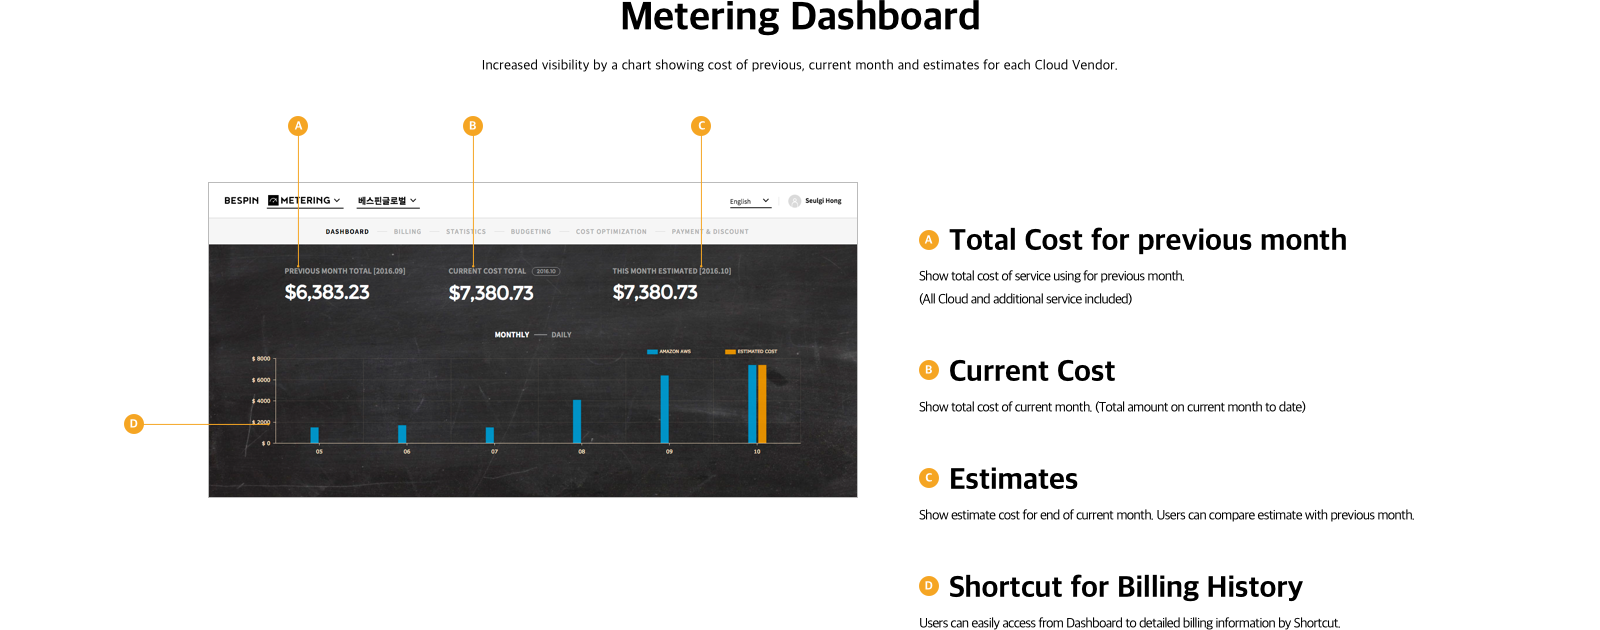 Metering Dashboard
Increased visibility by a chart showing cost of previous, current month and estimates for each Cloud Vendor.
A
B
C
BESPIN METERING 베스핀글로벌
English Seulgi Hong
DASHBOARD BILLING STATISTICS BUDGETING COST OPTIMIZATION PAYMENT & DISCOUNT
PREVIOUS MONTH TOTAL [2016.09]
$6,383.23
CURRENT COST TOTAL 2016.10
$7,380.73
THIS MONTH ESTIMATED [2016.10]
$7,380.73
MONTHLY DAILY
AMAZON AWS ESTIMATED COST
$ 8000
$ 6000
$ 4000
$ 2000
$ 0
05 06 07 08 09 10
D
A Total Cost for previous month
Show total cost of service using for previous month.
(All Cloud and additional service included)
B Current Cost
Show total cost of current month. (Total amount on current month to date)
C Estimates
Show estimate cost for end of current month. Users can compare estimate with previous month.
D Shortcut for Billing History
Users can easily access from Dashboard to detailed billing information by Shortcut.